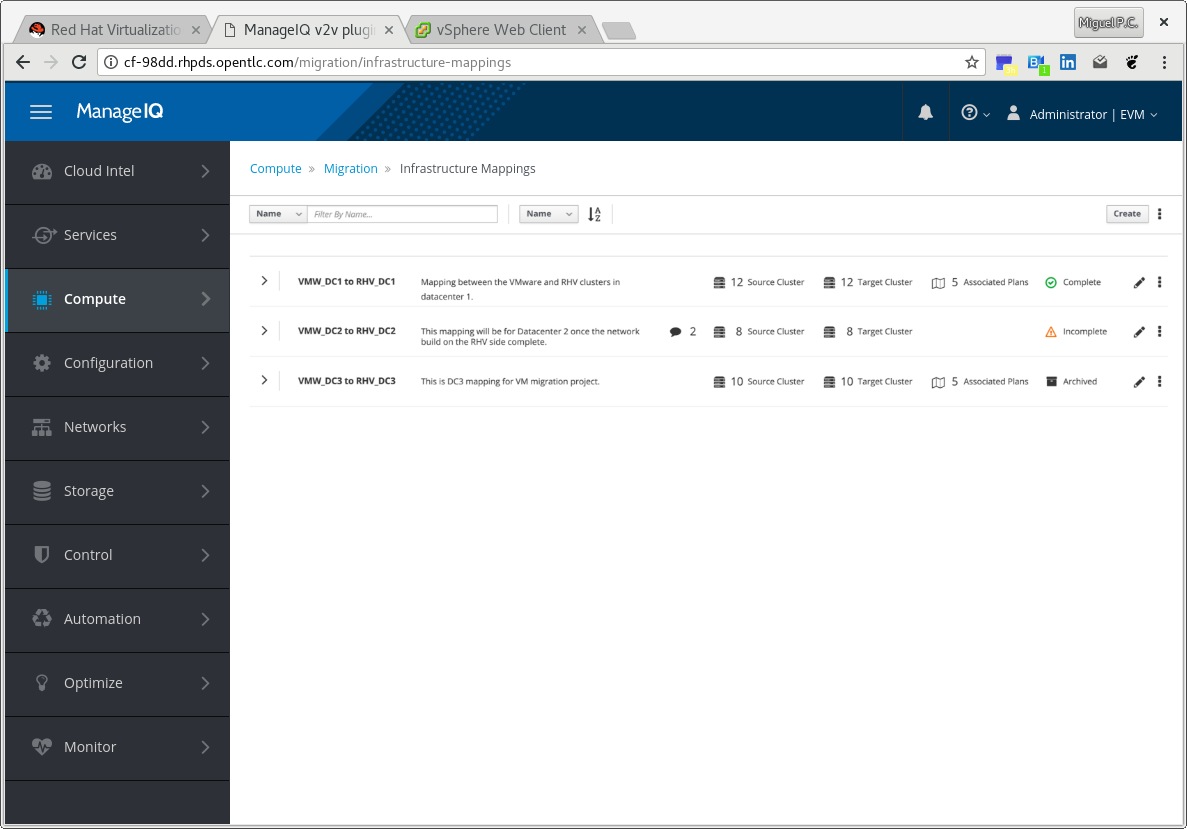 Red Hat Virtualizatio
ManageIQ v2v plugi
vSphere Web Client
Miguel P.C.
cf-98dd.rhpds.opentlc.com/migration/infrastructure-mappings
ManageIQ
Administrator | EVM
Cloud Intel
Services
Compute
Configuration
Networks
Storage
Control
Automation
Optimize
Monitor
Compute » Migration » Infrastructure Mappings
Name Filter By Name... Name Create
VMW_DC1 to RHV_DC1
Mapping between the VMware and RHV clusters in
datacenter 1.
12 Source Cluster 12 Target Cluster 5 Associated Plans Complete
VMW_DC2 to RHV_DC2
This mapping will be for Datacenter 2 once the network
build on the RHV side complete.
2 8 Source Cluster 8 Target Cluster Incomplete
VMW_DC3 to RHV_DC3
This is DC3 mapping for VM migration project.
10 Source Cluster 10 Target Cluster 5 Associated Plans Archived